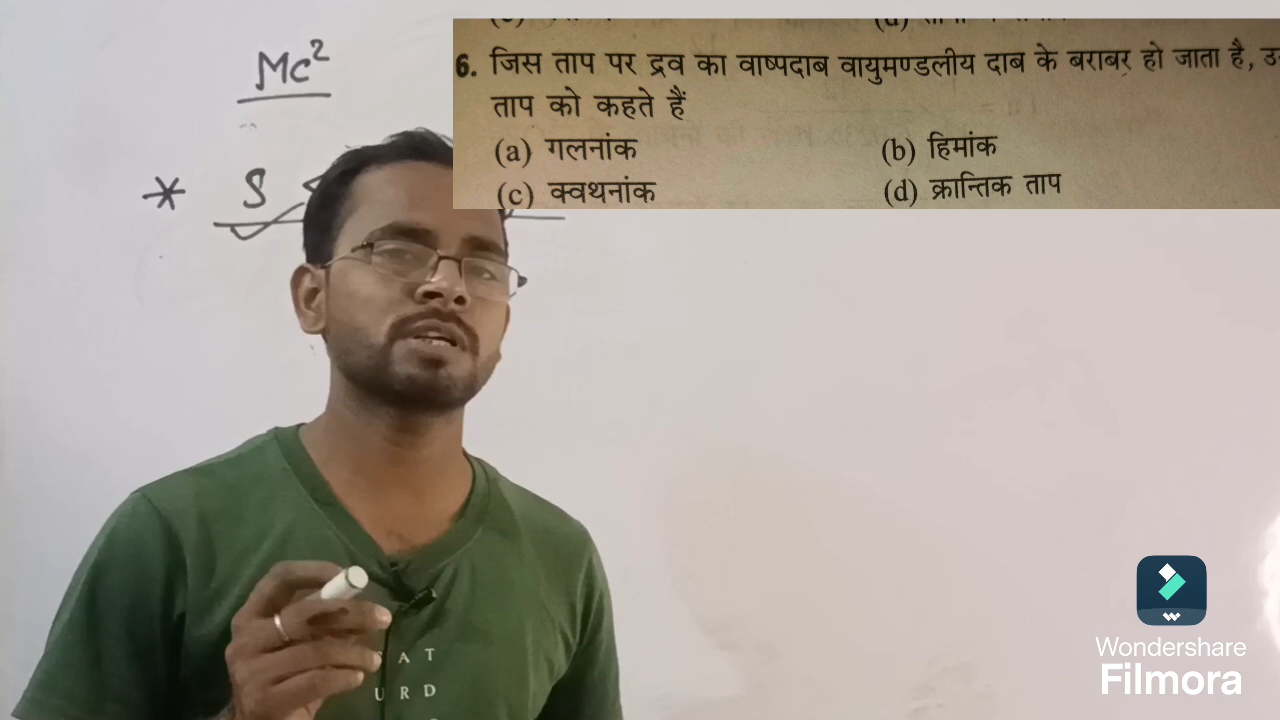 Mc²
* S
6. जिस ताप पर द्रव का वाष्पदाब वायुमण्डलीय दाब के बराबर हो जाता है,
ताप को कहते हैं
(a) गलनांक (b) हिमांक
(c) क्वथनांक (d) क्रान्तिक ताप
S A T
U R D
Wondershare
Filmora